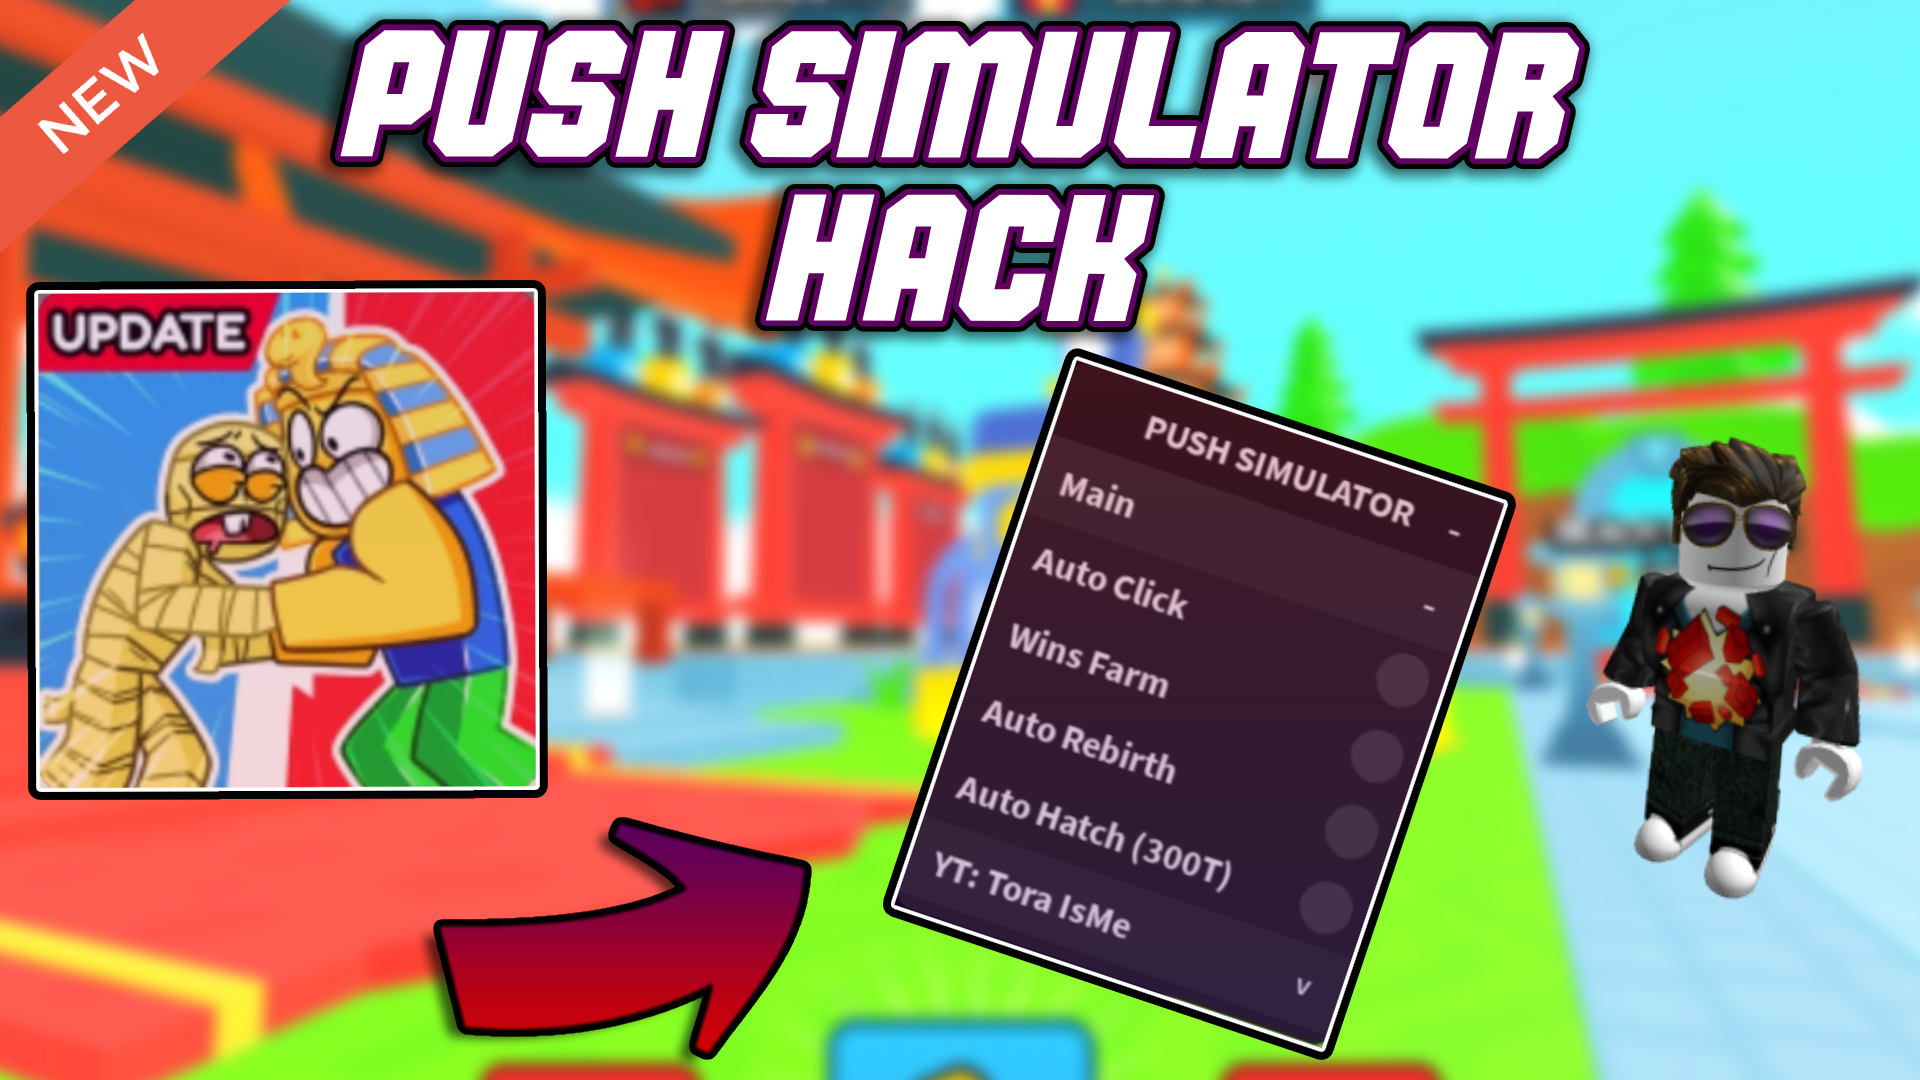 NEW
PUSH SIMULATOR
HACK
UPDATE
PUSH SIMULATOR -
Main -
Auto Click
Wins Farm
Auto Rebirth
Auto Hatch (300T)
YT: Tora IsMe v